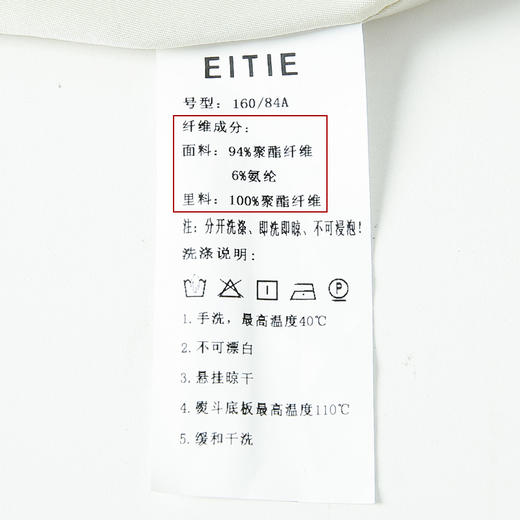 EITIE
号型: 160/84A
纤维成分:
面料: 94%聚酯纤维
6%氨纶
里料: 100%聚酯纤维
注: 分开洗涤、即洗即晾、不可浸泡!
洗涤说明:
P
1. 手洗, 最高温度40℃
2. 不可漂白
3. 悬挂晾干
4. 熨斗底板最高温度110℃
5. 缓和干洗